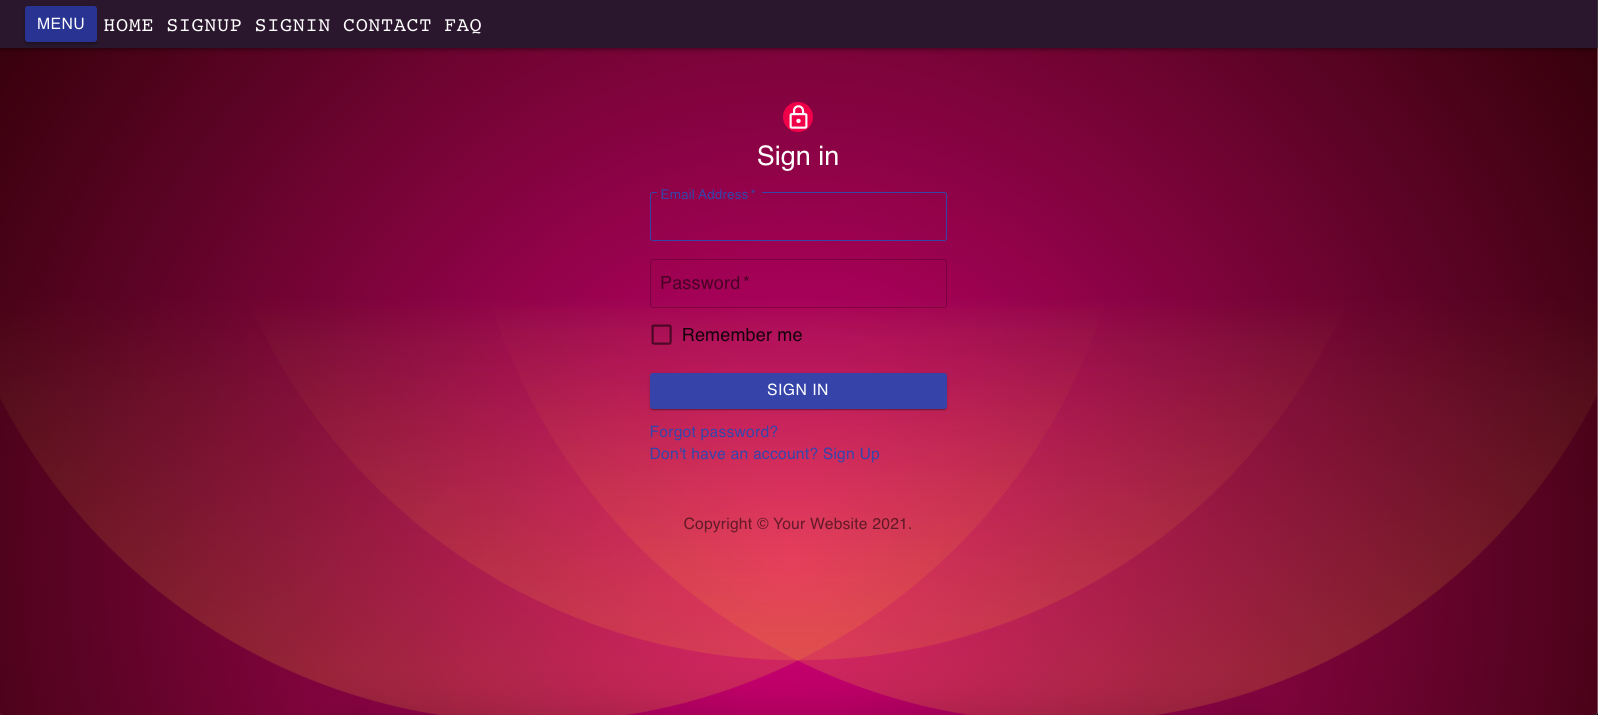 MENU HOME SIGNUP SIGNIN CONTACT FAQ
Sign in
Email Address *
Password *
Remember me
SIGN IN
Forgot password?
Don't have an account? Sign Up
Copyright © Your Website 2021.